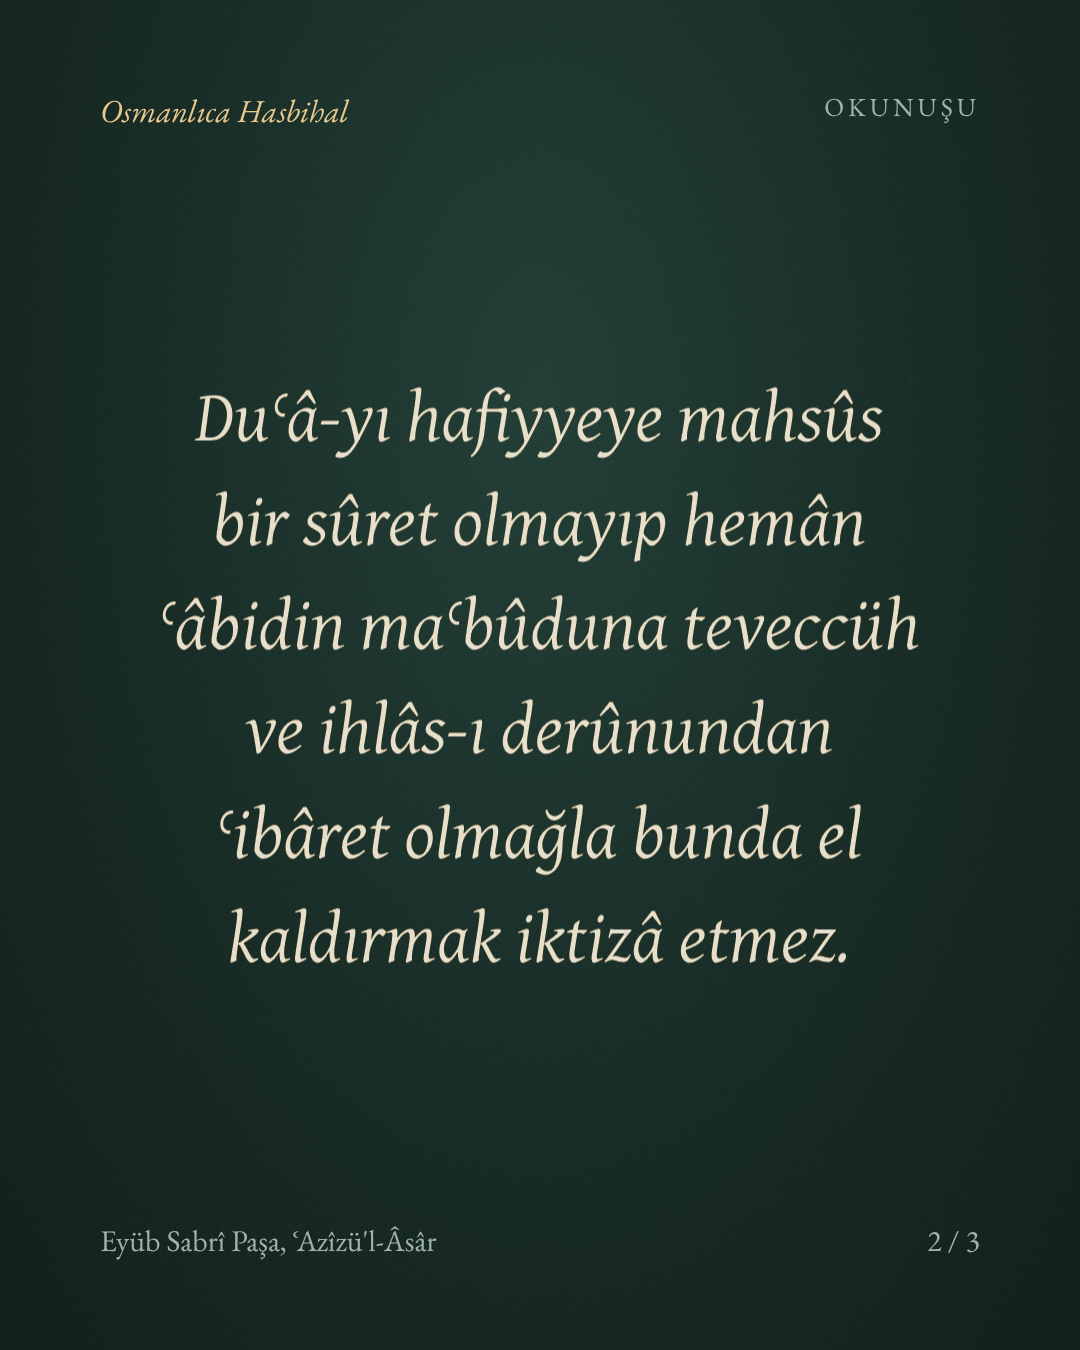 Osmanlıca Hasbihal
OKUNUŞU
Duʿâ-yı hafiyyeye mahsûs
bir sûret olmayıp hemân
ʿâbidin maʿbûduna teveccüh
ve ihlâs-ı derûnundan
ʿibâret olmağla bunda el
kaldırmak iktizâ etmez.
Eyüb Sabrî Paşa, ʿAzîzü'l-Âsâr
2 / 3